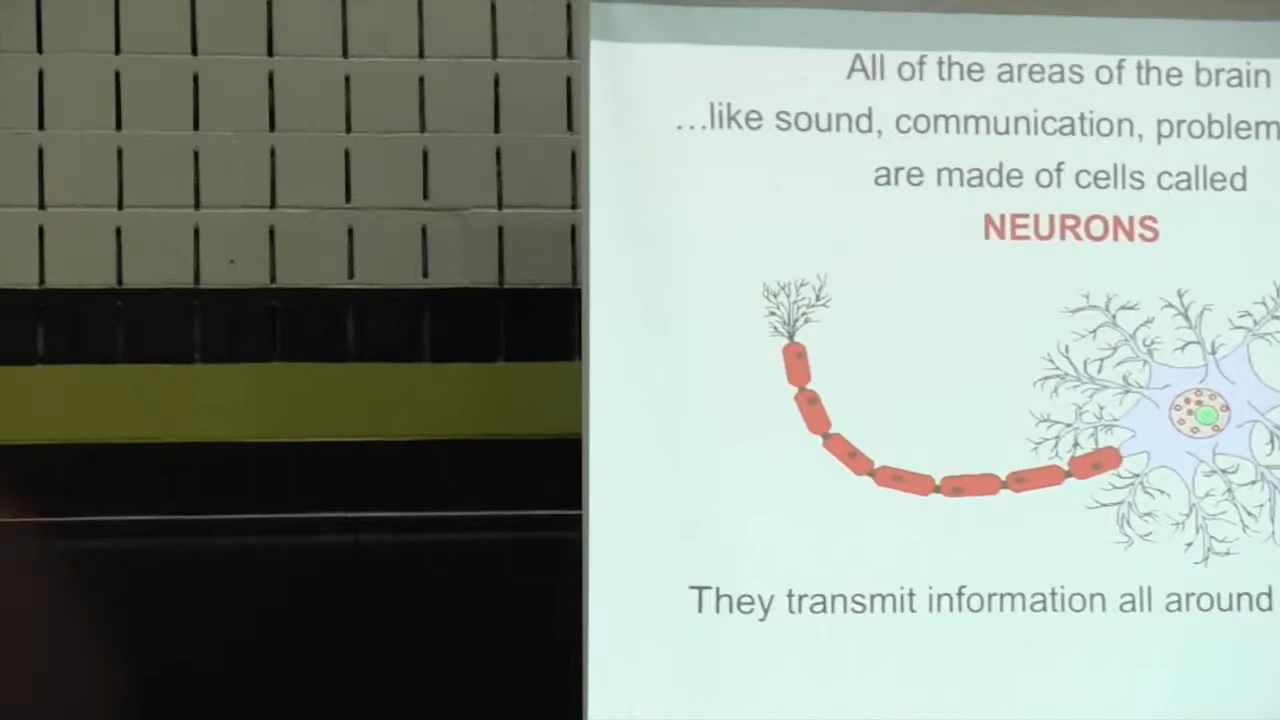 All of the areas of the brain
…like sound, communication, problem
are made of cells called
NEURONS
They transmit information all around